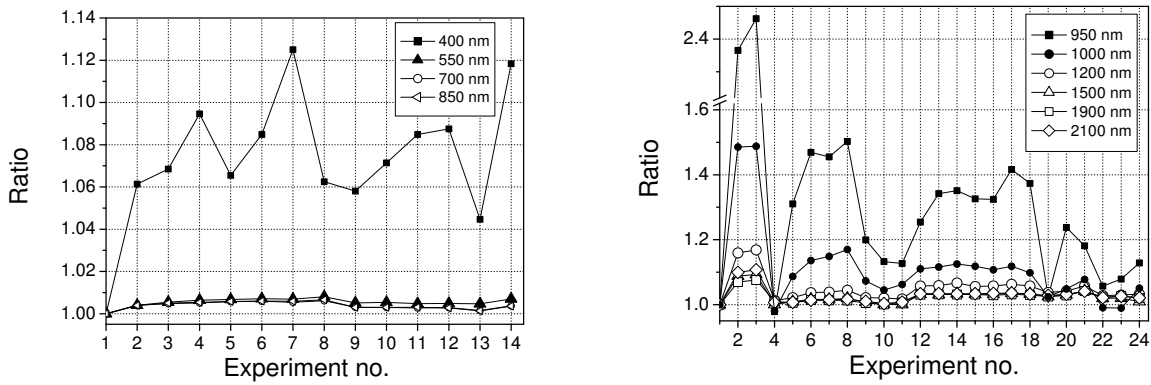 Ratio
1.14
1.12
1.10
1.08
1.06
1.04
1.02
1.00
400 nm
550 nm
700 nm
850 nm
1 2 3 4 5 6 7 8 9 10 11 12 13 14
Experiment no.
Ratio
2.4
1.6
1.4
1.2
1.0
950 nm
1000 nm
1200 nm
1500 nm
1900 nm
2100 nm
2 4 6 8 10 12 14 16 18 20 22 24
Experiment no.